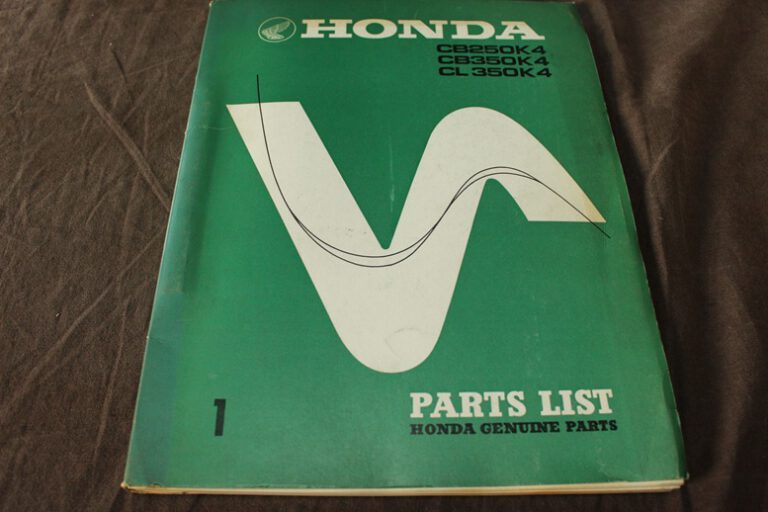 HONDA
CB250K4
CB350K4
CL350K4
1
PARTS LIST
HONDA GENUINE PARTS